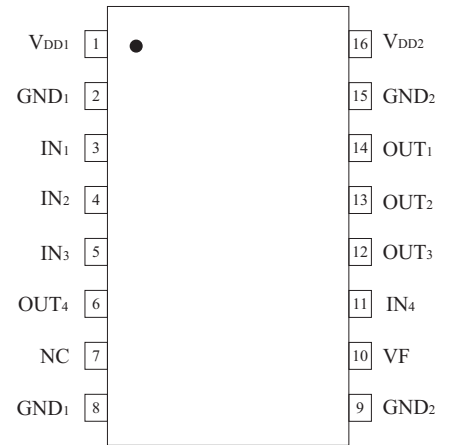 VDD1 1 16 VDD2
GND1 2 15 GND2
IN1 3 14 OUT1
IN2 4 13 OUT2
IN3 5 12 OUT3
OUT4 6 11 IN4
NC 7 10 VF
GND1 8 9 GND2